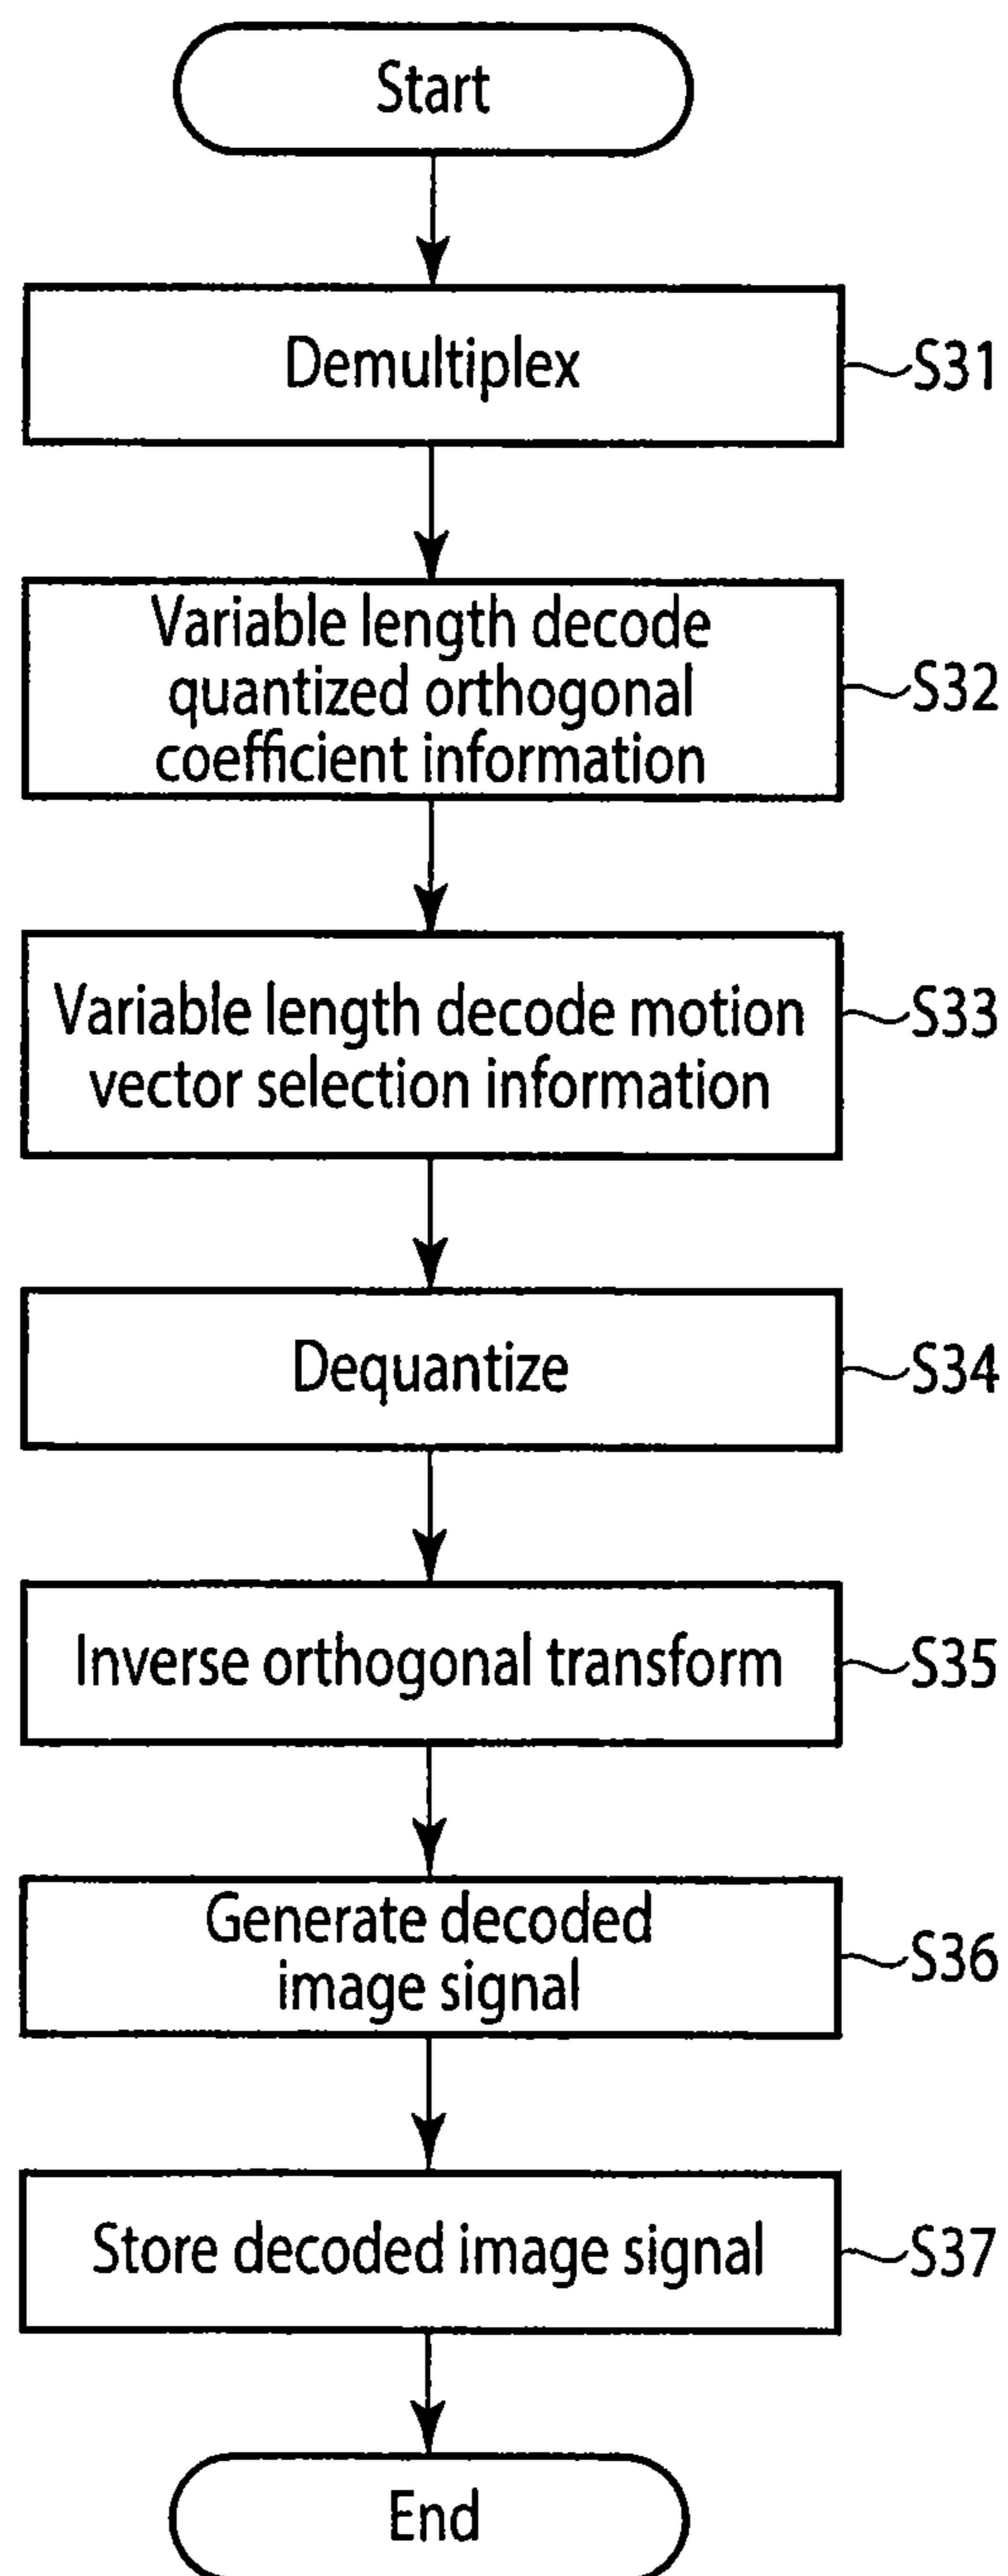 Start
Demultiplex
S31
Variable length decode
quantized orthogonal
coefficient information
S32
Variable length decode motion
vector selection information
S33
Dequantize
S34
Inverse orthogonal transform
S35
Generate decoded
image signal
S36
Store decoded image signal
S37
End